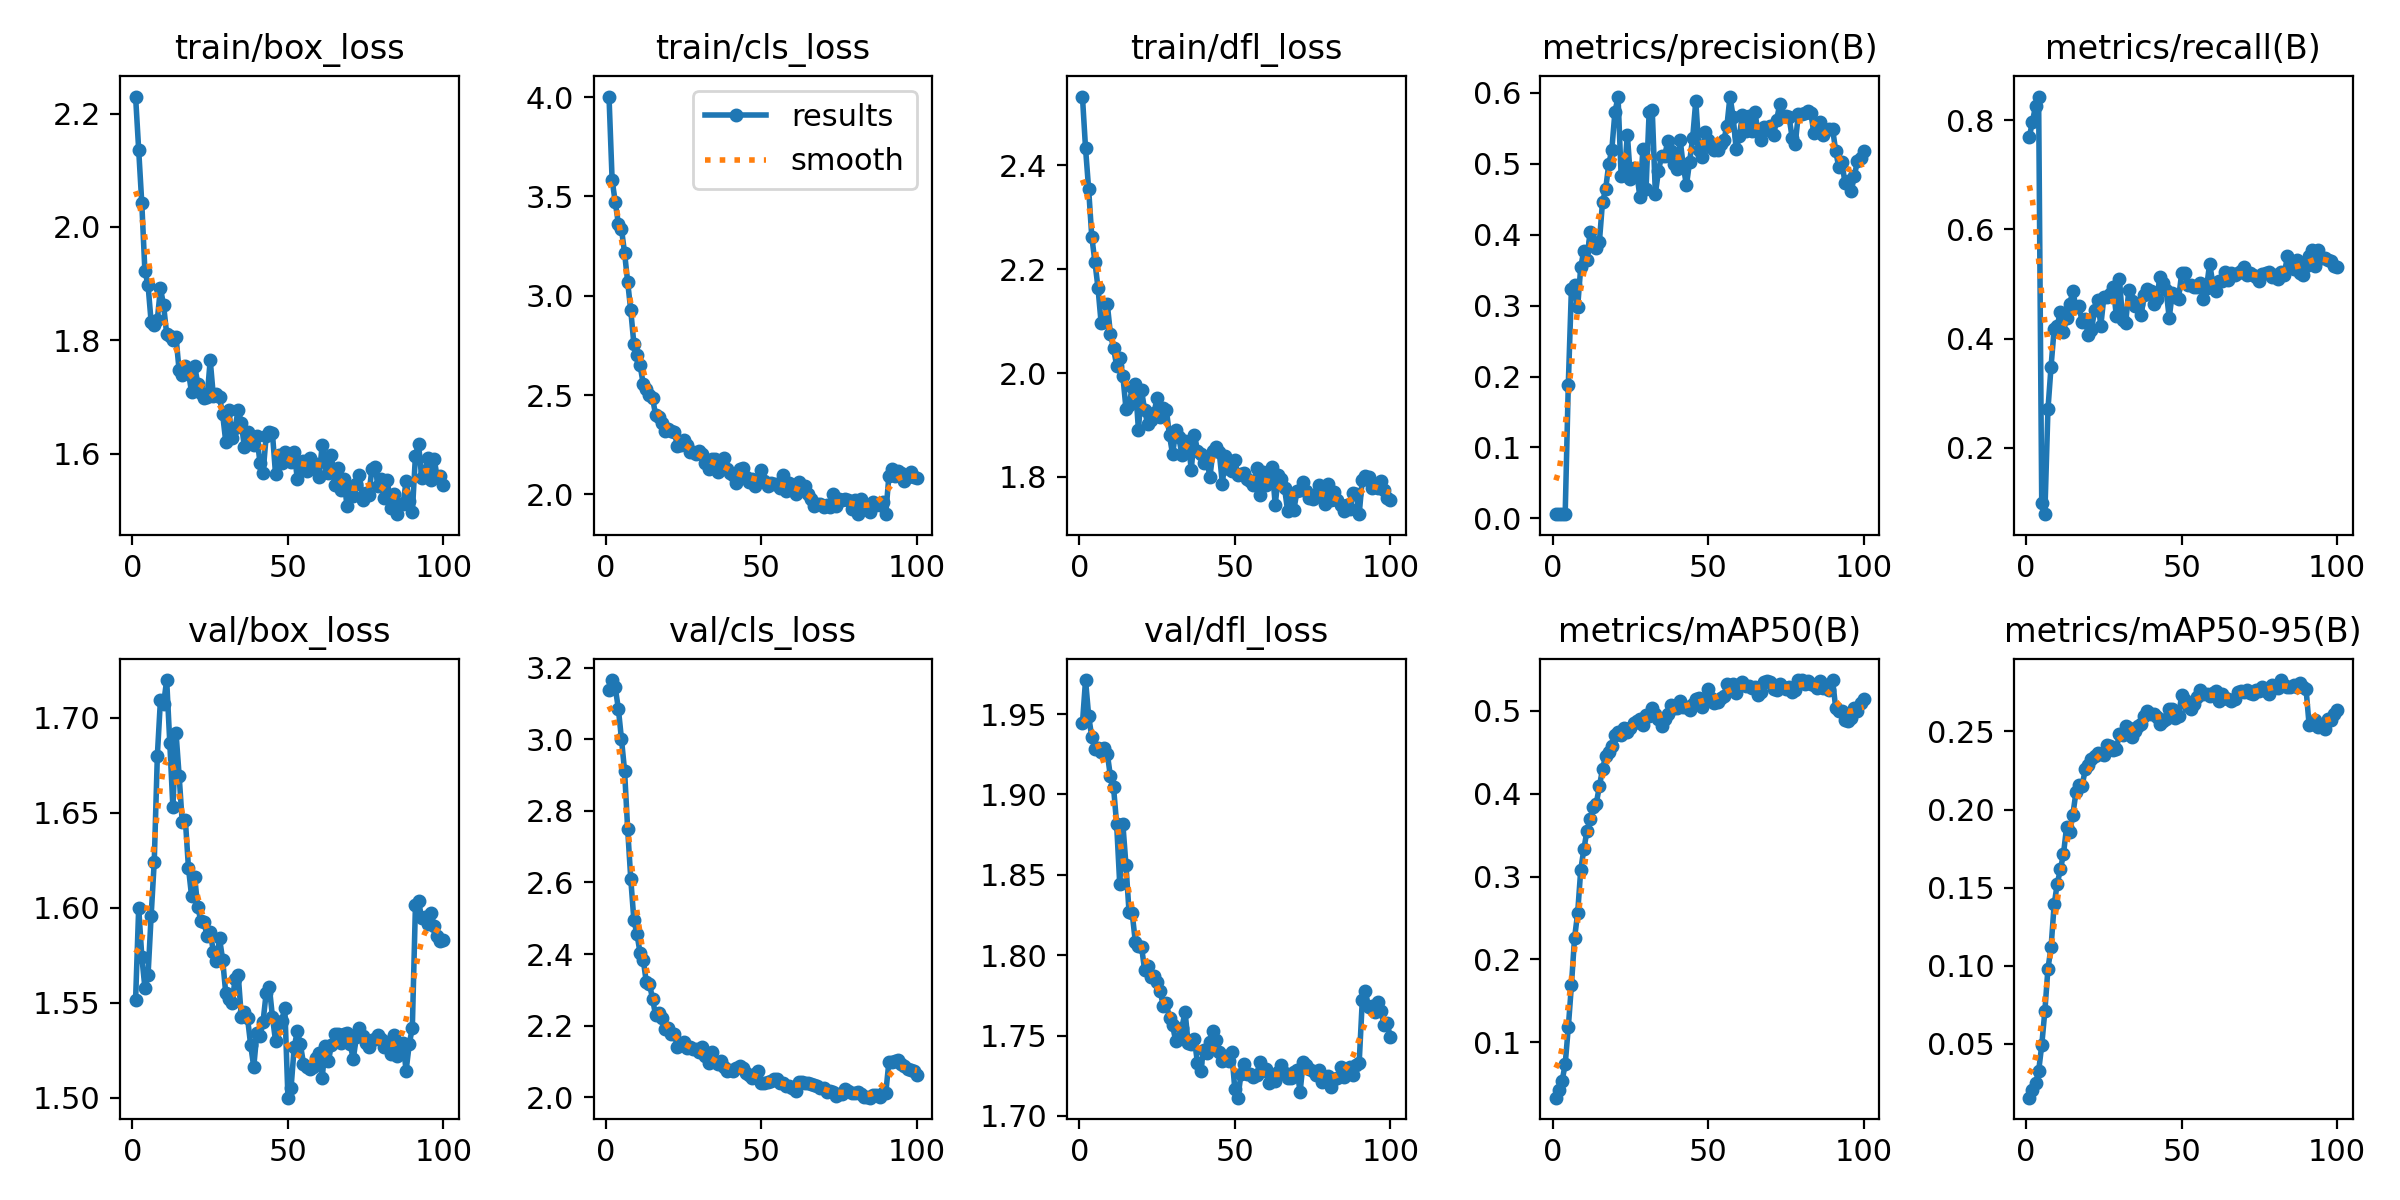 train/box_loss
2.2
2.0
1.8
1.6
0 50 100
train/cls_loss
results
smooth
4.0
3.5
3.0
2.5
2.0
0 50 100
train/dfl_loss
2.4
2.2
2.0
1.8
0 50 100
metrics/precision(B)
0.6
0.5
0.4
0.3
0.2
0.1
0.0
0 50 100
metrics/recall(B)
0.8
0.6
0.4
0.2
0 50 100
val/box_loss
1.70
1.65
1.60
1.55
1.50
0 50 100
val/cls_loss
3.2
3.0
2.8
2.6
2.4
2.2
2.0
0 50 100
val/dfl_loss
1.95
1.90
1.85
1.80
1.75
1.70
0 50 100
metrics/mAP50(B)
0.5
0.4
0.3
0.2
0.1
0 50 100
metrics/mAP50-95(B)
0.25
0.20
0.15
0.10
0.05
0 50 100